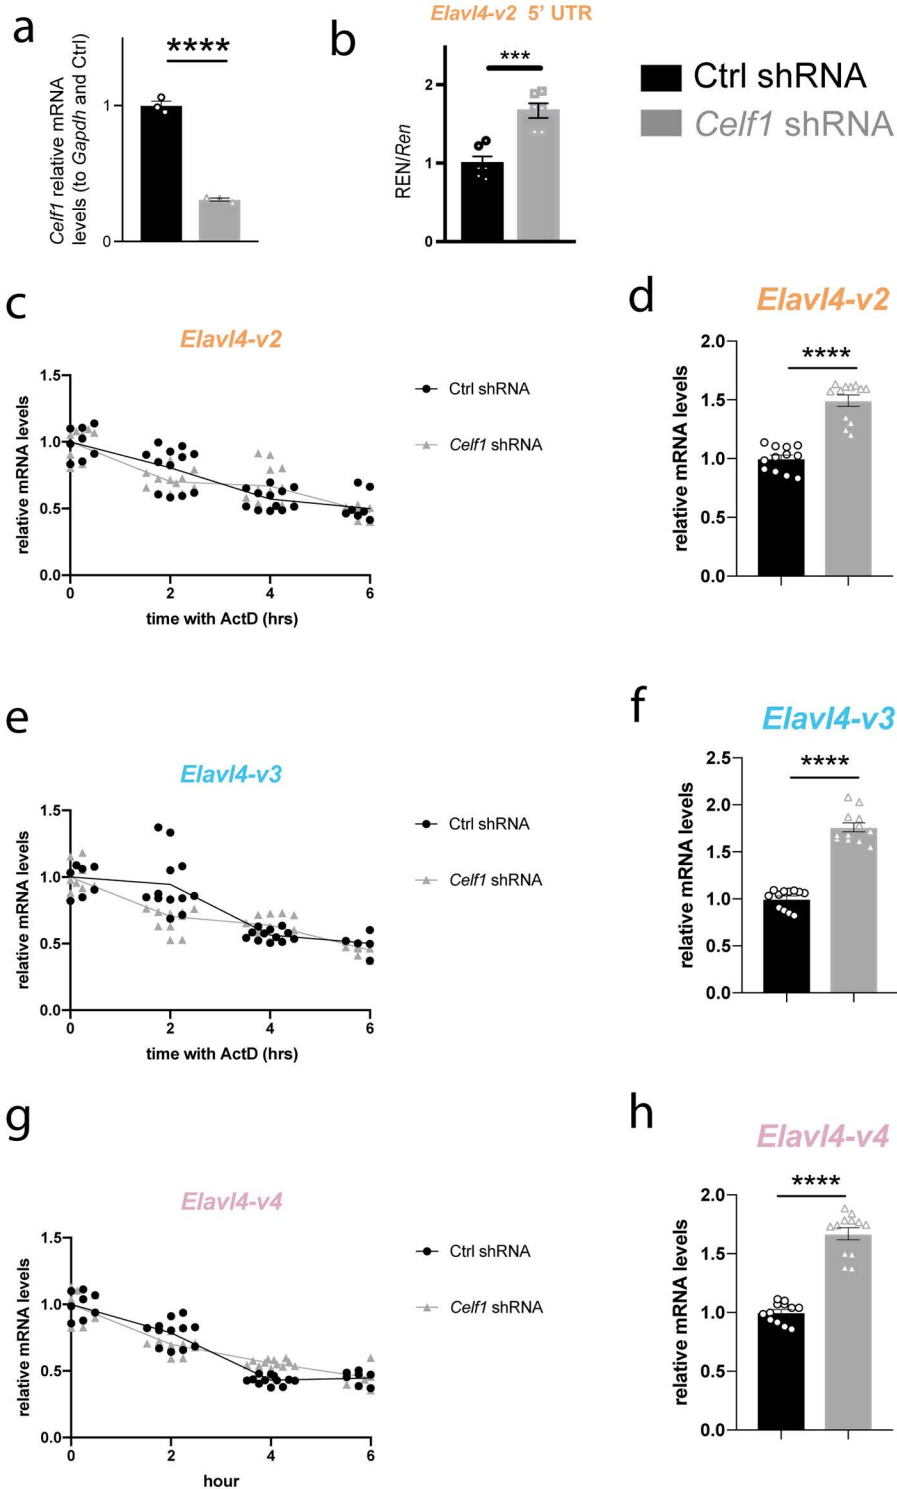 a
Celf1 relative mRNA
levels (to Gapdh and Ctrl)
1
0
****
b
Elavl4-v2 5’ UTR
REN/Ren
2
1
0
***
Ctrl shRNA
Celf1 shRNA
c
Elavl4-v2
relative mRNA levels
1.5
1.0
0.5
0.0
0 2 4 6
time with ActD (hrs)
Ctrl shRNA
Celf1 shRNA
d
Elavl4-v2
relative mRNA levels
2.0
1.5
1.0
0.5
0.0
****
e
Elavl4-v3
relative mRNA levels
1.5
1.0
0.5
0.0
0 2 4 6
time with ActD (hrs)
Ctrl shRNA
Celf1 shRNA
f
Elavl4-v3
relative mRNA levels
2.5
2.0
1.5
1.0
0.5
0.0
****
g
Elavl4-v4
relative mRNA levels
1.5
1.0
0.5
0.0
0 2 4 6
hour
Ctrl shRNA
Celf1 shRNA
h
Elavl4-v4
relative mRNA levels
2.0
1.5
1.0
0.5
0.0
****